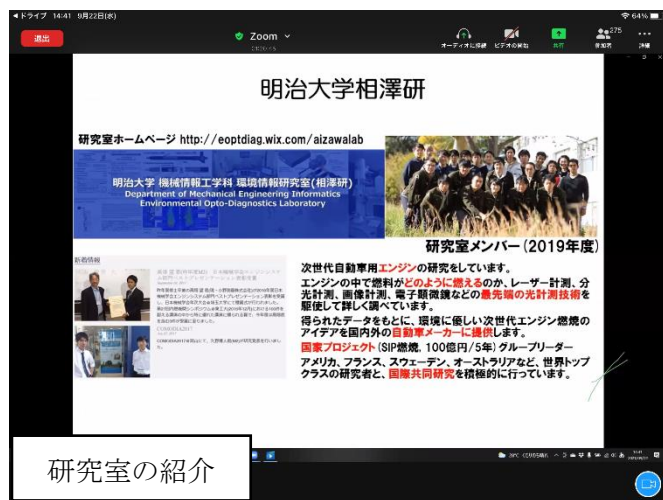 ドライブ 14:41 9月22日(水)
64%
退出
Zoom
オーディオに接続
ビデオの開始
共有
275
参加者
詳細
明治大学相澤研
研究室ホームページ http://eoptdiag.wix.com/aizawalab
明治大学 機械情報工学科 環境情報研究室(相澤研)
Department of Mechanical Engineering Informatics
Environmental Opto-Diagnostics Laboratory
研究室メンバー(2019年度)
新着情報
COMODIA2017
次世代自動車用エンジンの研究をしています。
エンジンの中で燃料がどのように燃えるのか、レーザー計測、分
光計測、画像計測、電子顕微鏡などの最先端の光計測技術を
駆使して詳しく調べています。
得られたデータをもとに、環境に優しい次世代エンジン燃焼の
アイデアを国内外の自動車メーカーに提供します。
国家プロジェクト(SIP燃焼, 100億円/5年)グループリーダー
アメリカ、フランス、スウェーデン、オーストラリアなど、世界トップ
クラスの研究者と、国際共同研究を積極的に行っています。
研究室の紹介